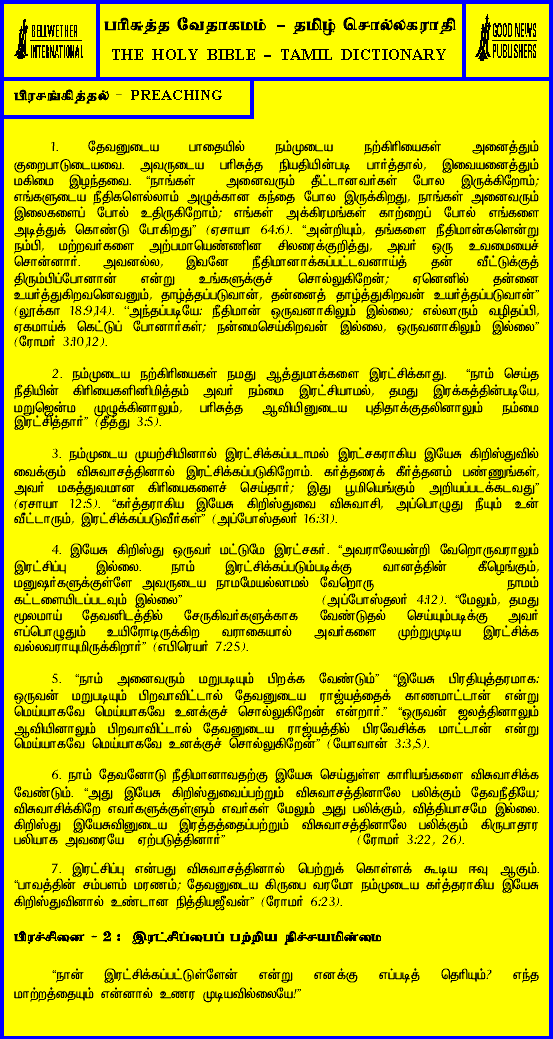 BELLWETHER
INTERNATIONAL
பரிசுத்த வேதாகமம் - தமிழ் சொல்லகராதி
THE HOLY BIBLE - TAMIL DICTIONARY
GOOD NEWS
PUBLISHERS
பிரசங்கித்தல் - PREACHING
1. தேவனுடைய பாதையில் நம்முடைய நற்கிரியைகள் அனைத்தும்
குறைபாடுடையவை. அவருடைய பரிசுத்த நியதியின்படி பார்த்தால், இவையனைத்தும்
மகிமை இழந்தவை. "நாங்கள் அனைவரும் தீட்டானவர்கள் போல இருக்கிறோம்;
எங்களுடைய நீதிகளெல்லாம் அழுக்கான கந்தை போல இருக்கிறது, நாங்கள் அனைவரும்
இலைகளைப் போல் உதிருகிறோம்; எங்கள் அக்கிரமங்கள் காற்றைப் போல் எங்களை
அடித்துக் கொண்டு போகிறது" (ஏசாயா 64:6). "அன்றியும், தங்களை நீதிமான்களென்று
நம்பி, மற்றவர்களை அற்பமாயெண்ணின சிலரைக்குறித்து, அவர் ஒரு உவமையைச்
சொன்னார். அவனல்ல, இவனே நீதிமானாக்கப்பட்டவனாய்த் தன் வீட்டுக்குத்
திரும்பிப்போனான் என்று உங்களுக்குச் சொல்லுகிறேன்; ஏனெனில் தன்னை
உயர்த்துகிறவனெவனும், தாழ்த்தப்படுவான், தன்னைத் தாழ்த்துகிறவன் உயர்த்தப்படுவான்"
(லூக்கா 18:9,14). "அந்தப்படியே: நீதிமான் ஒருவனாகிலும் இல்லை; எல்லாரும் வழிதப்பி,
ஏகமாய்க் கெட்டுப் போனார்கள்; நன்மைசெய்கிறவன் இல்லை, ஒருவனாகிலும் இல்லை"
(ரோமர் 3:10,12).
2. நம்முடைய நற்கிரியைகள் நமது ஆத்துமாக்களை இரட்சிக்காது. "நாம் செய்த
நீதியின் கிரியைகளினிமித்தம் அவர் நம்மை இரட்சியாமல், தமது இரக்கத்தின்படியே,
மறுஜென்ம முழுக்கினாலும், பரிசுத்த ஆவியினுடைய புதிதாக்குதலினாலும் நம்மை
இரட்சித்தார்" (தீத்து 3:5).
3. நம்முடைய முயற்சியினால் இரட்சிக்கப்படாமல் இரட்சகராகிய இயேசு கிறிஸ்துவில்
வைக்கும் விசுவாசத்தினால் இரட்சிக்கப்படுகிறோம். கர்த்தரைக் கீர்த்தனம் பண்ணுங்கள்,
அவர் மகத்துவமான கிரியைகளைச் செய்தார்; இது பூமியெங்கும் அறியப்படக்கடவது"
(ஏசாயா 12:5). "கர்த்தராகிய இயேசு கிறிஸ்துவை விசுவாசி, அப்பொழுது நீயும் உன்
வீட்டாரும், இரட்சிக்கப்படுவீர்கள்" (அப்போஸ்தலர் 16:31).
4. இயேசு கிறிஸ்து ஒருவர் மட்டுமே இரட்சகர். "அவராலேயன்றி வேறொருவராலும்
இரட்சிப்பு இல்லை. நாம் இரட்சிக்கப்படும்படிக்கு வானத்தின் கீழெங்கும்,
மனுஷர்களுக்குள்ளே அவருடைய நாமமேயல்லாமல் வேறொரு நாமம்
கட்டளையிடப்படவும் இல்லை" (அப்போஸ்தலர் 4:12). "மேலும், தமது
மூலமாய் தேவனிடத்தில் சேருகிவர்களுக்காக வேண்டுதல் செய்யும்படிக்கு அவர்
எப்பொழுதும் உயிரோடிருக்கிற வராகையால் அவர்களை முற்றுமுடிய இரட்சிக்க
வல்லவராயுமிருக்கிறார்" (எபிரெயர் 7:25).
5. "நாம் அனைவரும் மறுபடியும் பிறக்க வேண்டும்" "இயேசு பிரதியுத்தரமாக:
ஒருவன் மறுபடியும் பிறவாவிட்டால் தேவனுடைய ராஜ்யத்தைக் காணமாட்டான் என்று
மெய்யாகவே மெய்யாகவே உனக்குச் சொல்லுகிறேன் என்றார்." "ஒருவன் ஜலத்தினாலும்
ஆவியினாலும் பிறவாவிட்டால் தேவனுடைய ராஜ்யத்தில் பிரவேசிக்க மாட்டான் என்று
மெய்யாகவே மெய்யாகவே உனக்குச் சொல்லுகிறேன்" (யோவான் 3:3,5).
6. நாம் தேவனோடு நீதிமானாவதற்கு இயேசு செய்துள்ள காரியங்களை விசுவாசிக்க
வேண்டும். "அது இயேசு கிறிஸ்துவைப்பற்றும் விசுவாசத்தினாலே பலிக்கும் தேவநீதியே;
விசுவாசிக்கிறே எவர்களுக்குள்ளும் எவர்கள் மேலும் அது பலிக்கும், வித்தியாசமே இல்லை.
கிறிஸ்து இயேசுவினுடைய இரத்தத்தைப்பற்றும் விசுவாசத்தினாலே பலிக்கும் கிருபாதார
பலியாக அவரையே ஏற்படுத்தினார்" (ரோமர் 3:22, 26).
7. இரட்சிப்பு என்பது விசுவாசத்தினால் பெற்றுக் கொள்ளக் கூடிய ஈவு ஆகும்.
"பாவத்தின் சம்பளம் மரணம்; தேவனுடைய கிருபை வரமோ நம்முடைய கர்த்தராகிய இயேசு
கிறிஸ்துவினால் உண்டான நித்தியஜீவன்" (ரோமர் 6:23).
பிரச்சினை - 2 : இரட்சிப்பைப் பற்றிய நிச்சயமின்மை
"நான் இரட்சிக்கப்பட்டுள்ளேன் என்று எனக்கு எப்படித் தெரியும்? எந்த
மாற்றத்தையும் என்னால் உணர முடியவில்லையே!"